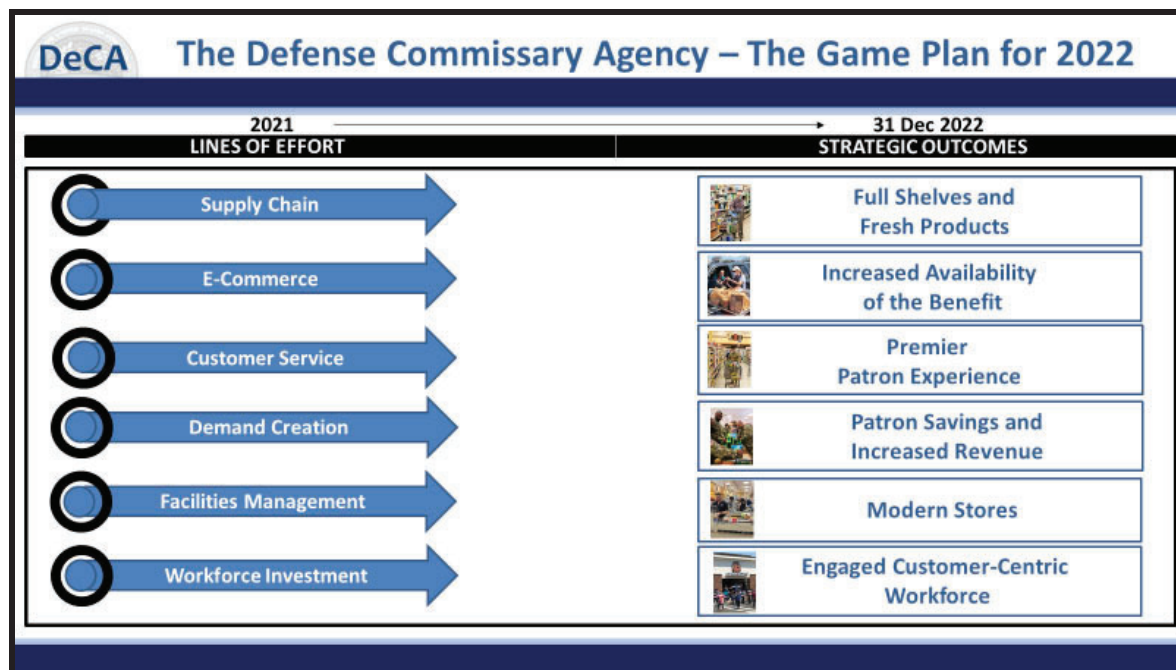 DeCA
The Defense Commissary Agency – The Game Plan for 2022
2021
31 Dec 2022
LINES OF EFFORT
STRATEGIC OUTCOMES
Supply Chain
Full Shelves and
Fresh Products
E-Commerce
Increased Availability
of the Benefit
Customer Service
Premier
Patron Experience
Demand Creation
Patron Savings and
Increased Revenue
Facilities Management
Modern Stores
Workforce Investment
Engaged Customer-Centric
Workforce